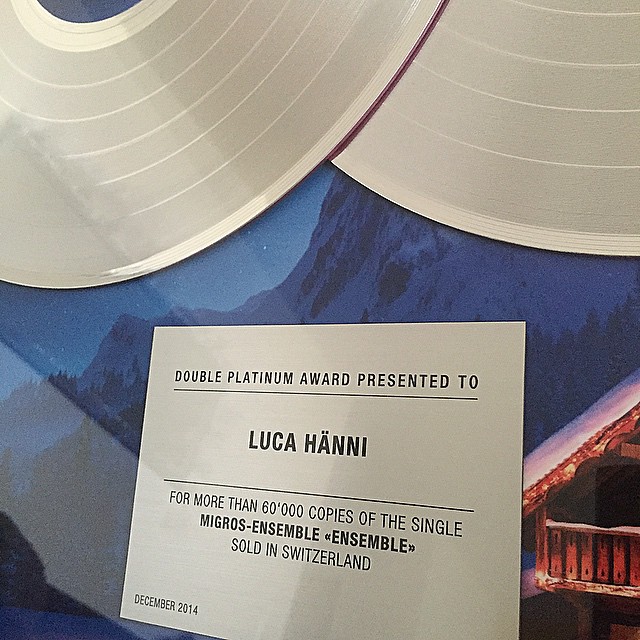 DOUBLE PLATINUM AWARD PRESENTED TO
LUCA HÄNNI
FOR MORE THAN 60'000 COPIES OF THE SINGLE
MIGROS-ENSEMBLE «ENSEMBLE»
SOLD IN SWITZERLAND
DECEMBER 2014